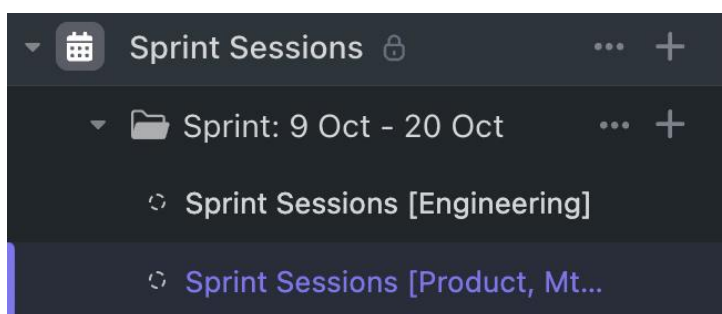 Sprint Sessions
Sprint: 9 Oct - 20 Oct
Sprint Sessions [Engineering]
Sprint Sessions [Product, Mt...